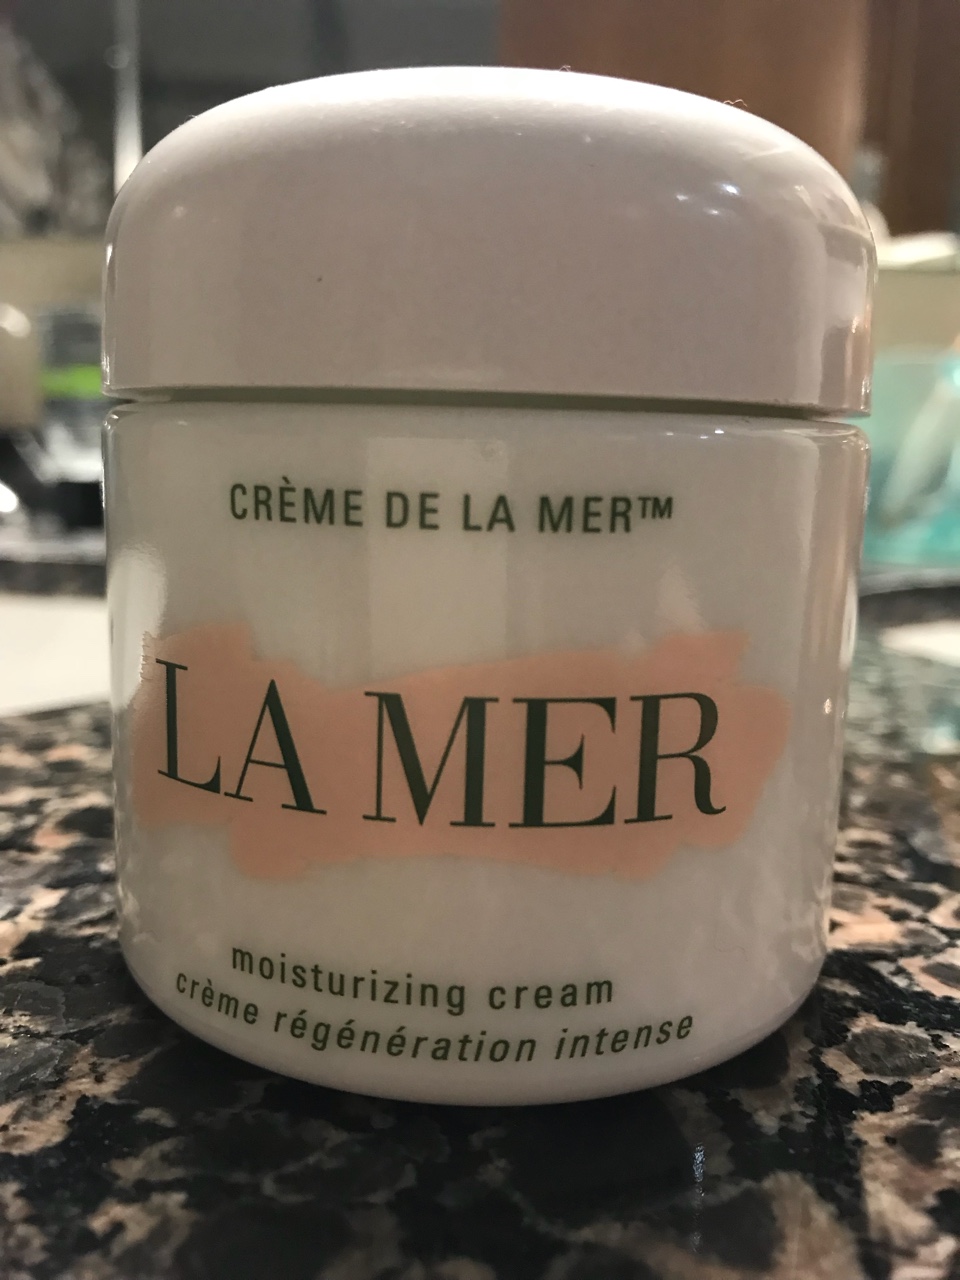 CRÈME DE LA MER™
LA MER
moisturizing cream
crème régénération intense